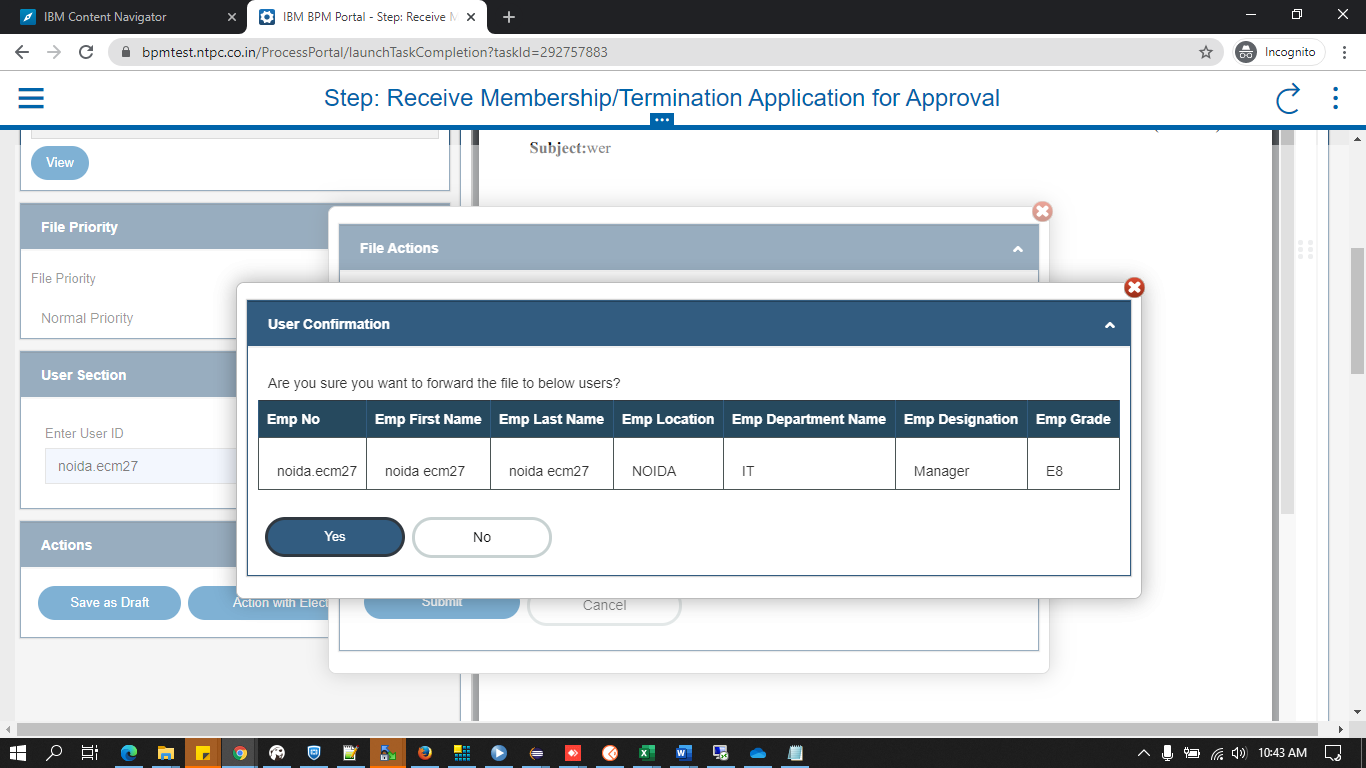 IBM Content Navigator
IBM BPM Portal - Step: Receive M
bpmtest.ntpc.co.in/ProcessPortal/launchTaskCompletion?taskId=292757883
Incognito
Step: Receive Membership/Termination Application for Approval
View
Subject:wer
File Priority
File Priority
Normal Priority
User Section
Enter User ID
noida.ecm27
Actions
Save as Draft
Action with Elect
File Actions
User Confirmation
Are you sure you want to forward the file to below users?
Emp No Emp First Name Emp Last Name Emp Location Emp Department Name Emp Designation Emp Grade
noida.ecm27 noida ecm27 noida ecm27 NOIDA IT Manager E8
Yes No
Submit Cancel
10:43 AM